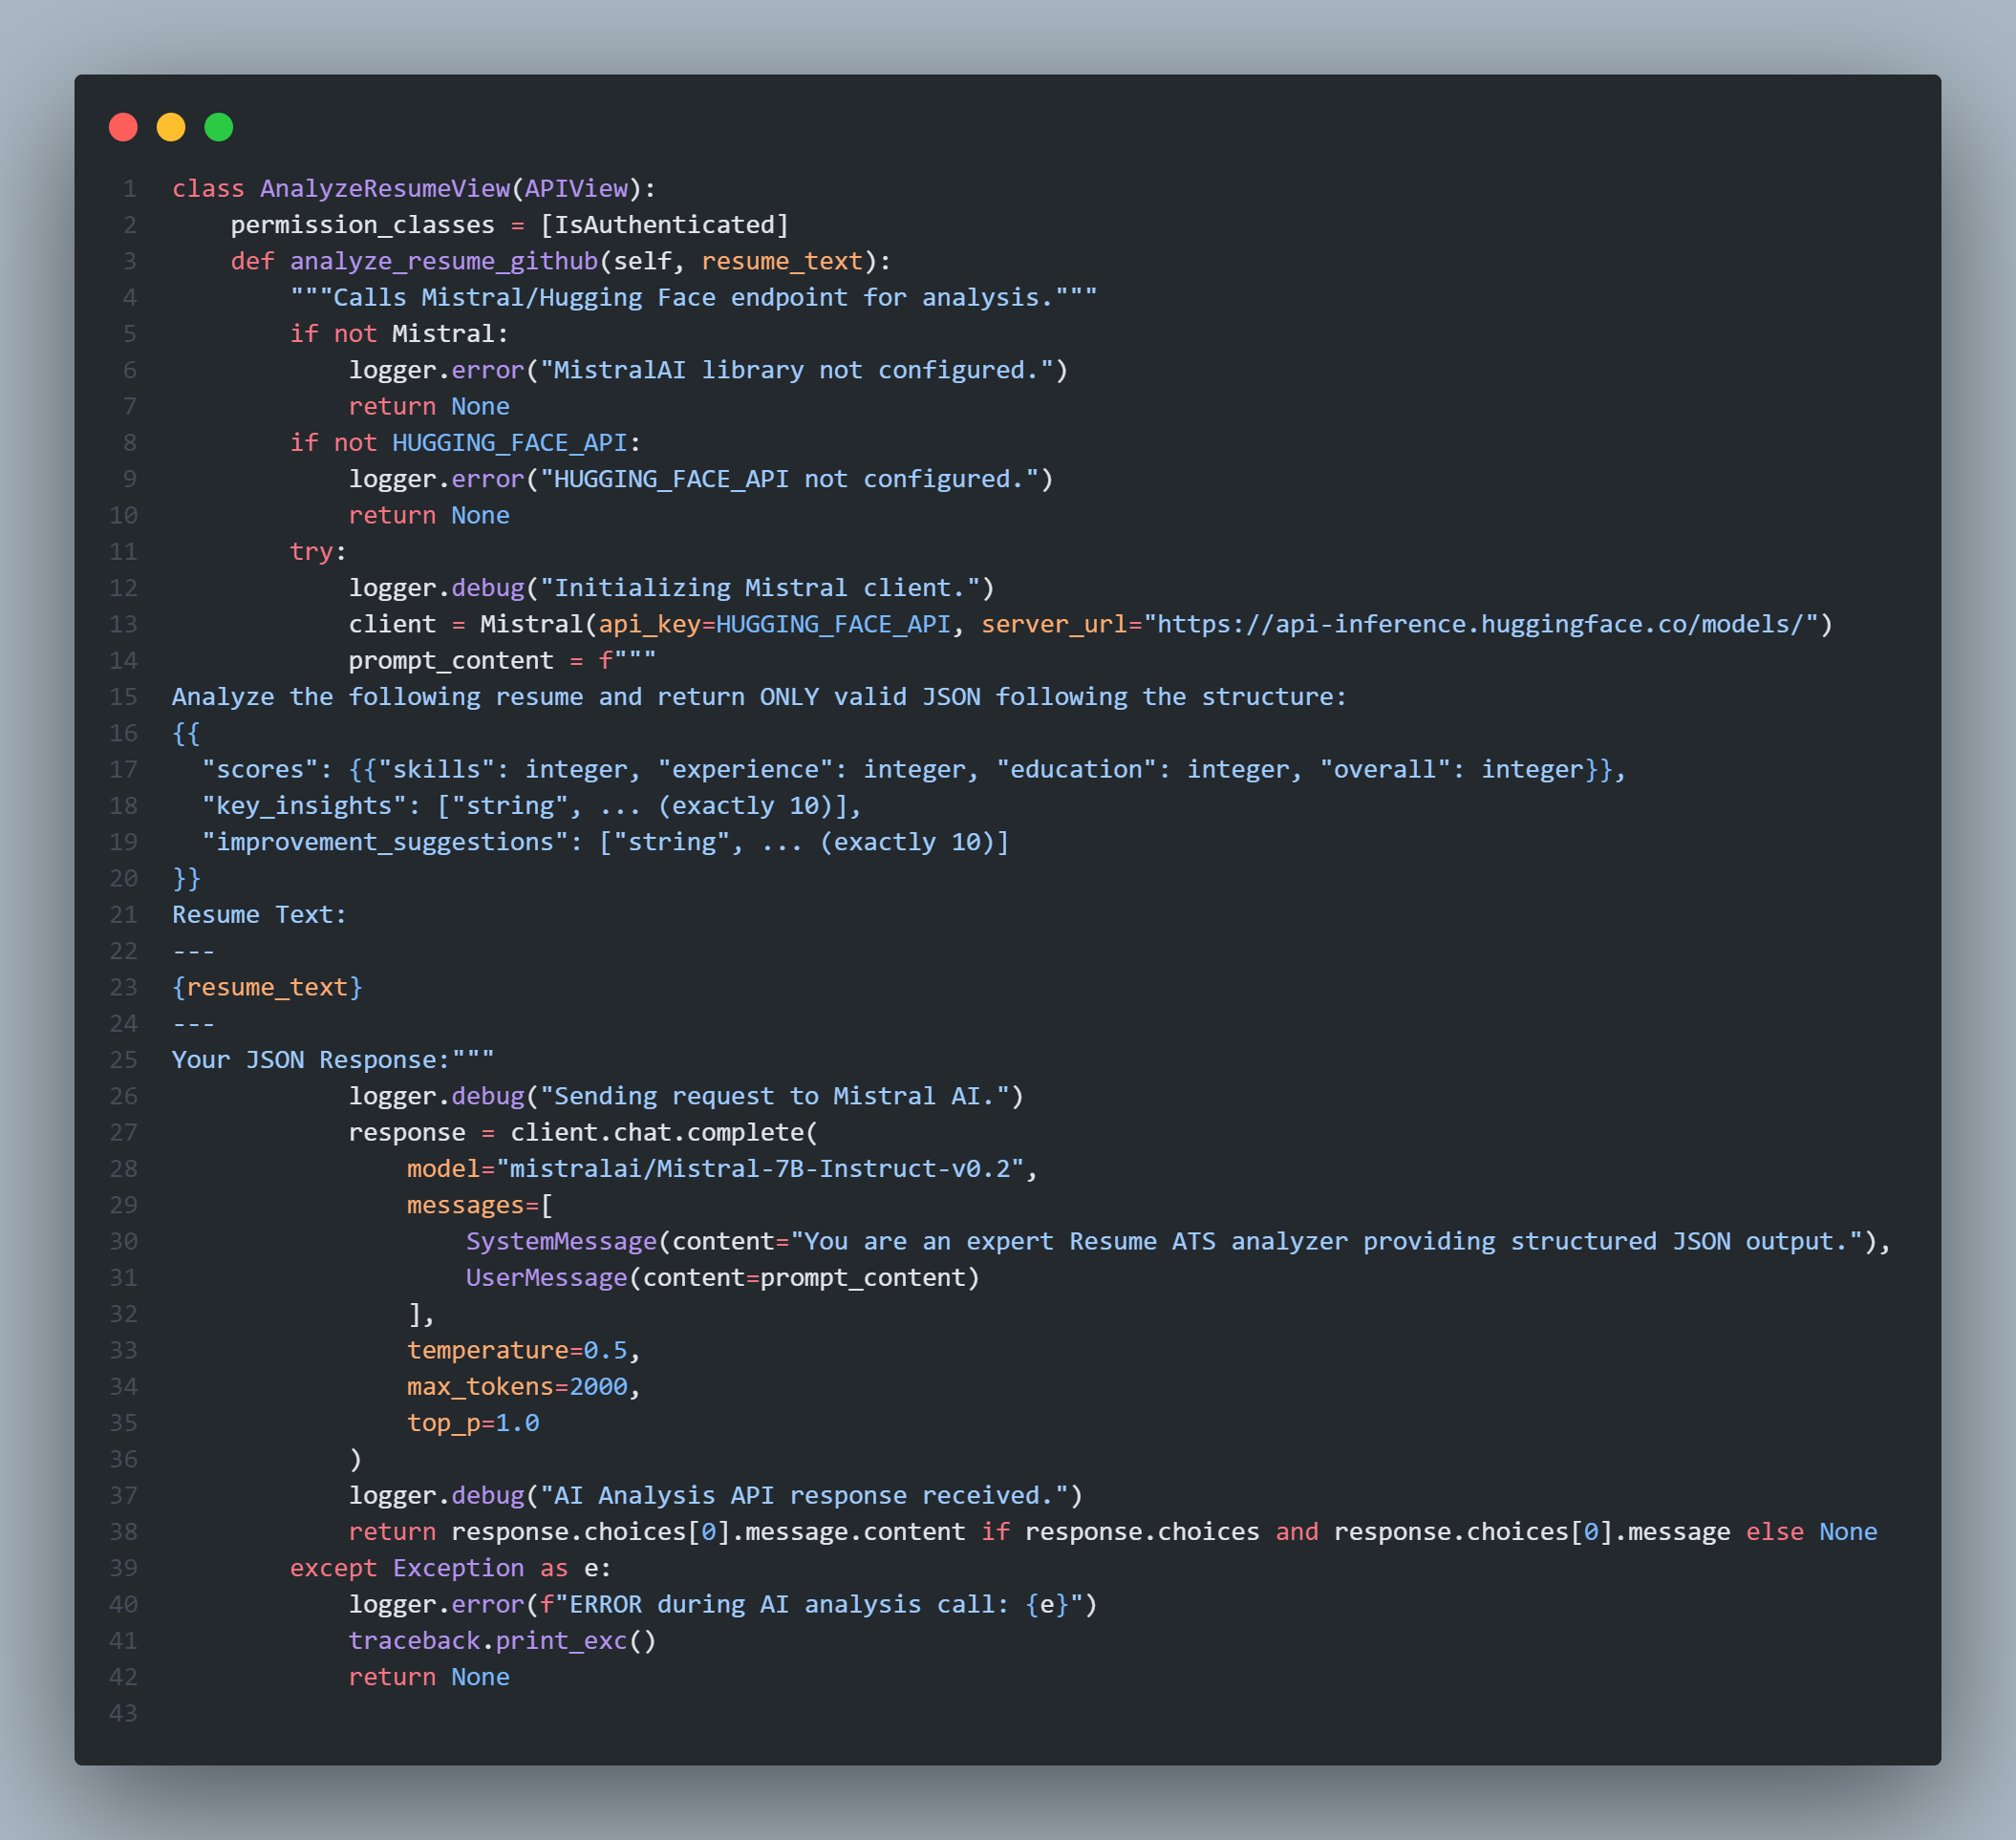 1 class AnalyzeResumeView(APIView):
2     permission_classes = [IsAuthenticated]
3     def analyze_resume_github(self, resume_text):
4         """Calls Mistral/Hugging Face endpoint for analysis."""
5         if not Mistral:
6             logger.error("MistralAI library not configured.")
7             return None
8         if not HUGGING_FACE_API:
9             logger.error("HUGGING_FACE_API not configured.")
10             return None
11         try:
12             logger.debug("Initializing Mistral client.")
13             client = Mistral(api_key=HUGGING_FACE_API, server_url="https://api-inference.huggingface.co/models/")
14             prompt_content = f"""
15 Analyze the following resume and return ONLY valid JSON following the structure:
16 {{
17   "scores": {{"skills": integer, "experience": integer, "education": integer, "overall": integer}},
18   "key_insights": ["string", ... (exactly 10)],
19   "improvement_suggestions": ["string", ... (exactly 10)]
20 }}
21 Resume Text:
22 ---
23 {resume_text}
24 ---
25 Your JSON Response:"""
26             logger.debug("Sending request to Mistral AI.")
27             response = client.chat.complete(
28                 model="mistralai/Mistral-7B-Instruct-v0.2",
29                 messages=[
30                     SystemMessage(content="You are an expert Resume ATS analyzer providing structured JSON output."),
31                     UserMessage(content=prompt_content)
32                 ],
33                 temperature=0.5,
34                 max_tokens=2000,
35                 top_p=1.0
36             )
37             logger.debug("AI Analysis API response received.")
38             return response.choices[0].message.content if response.choices and response.choices[0].message else None
39         except Exception as e:
40             logger.error(f"ERROR during AI analysis call: {e}")
41             traceback.print_exc()
42             return None
43